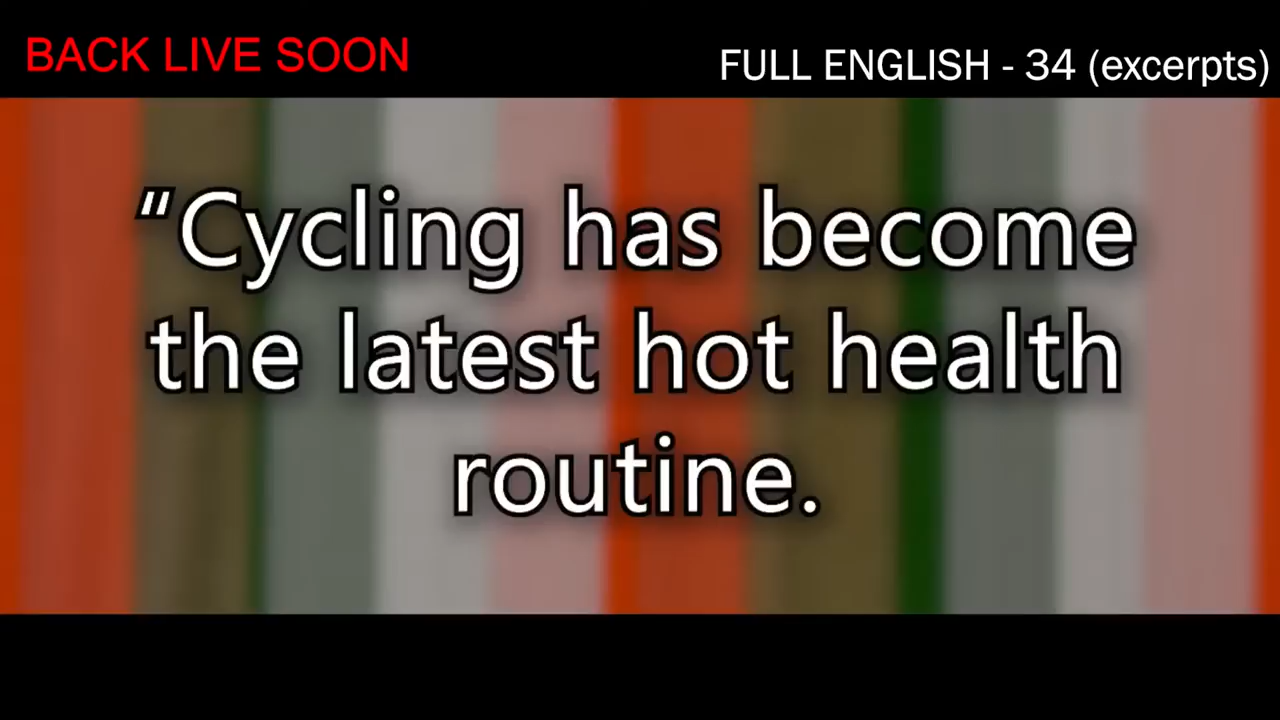 BACK LIVE SOON
FULL ENGLISH - 34 (excerpts)
“Cycling has become
the latest hot health
routine.